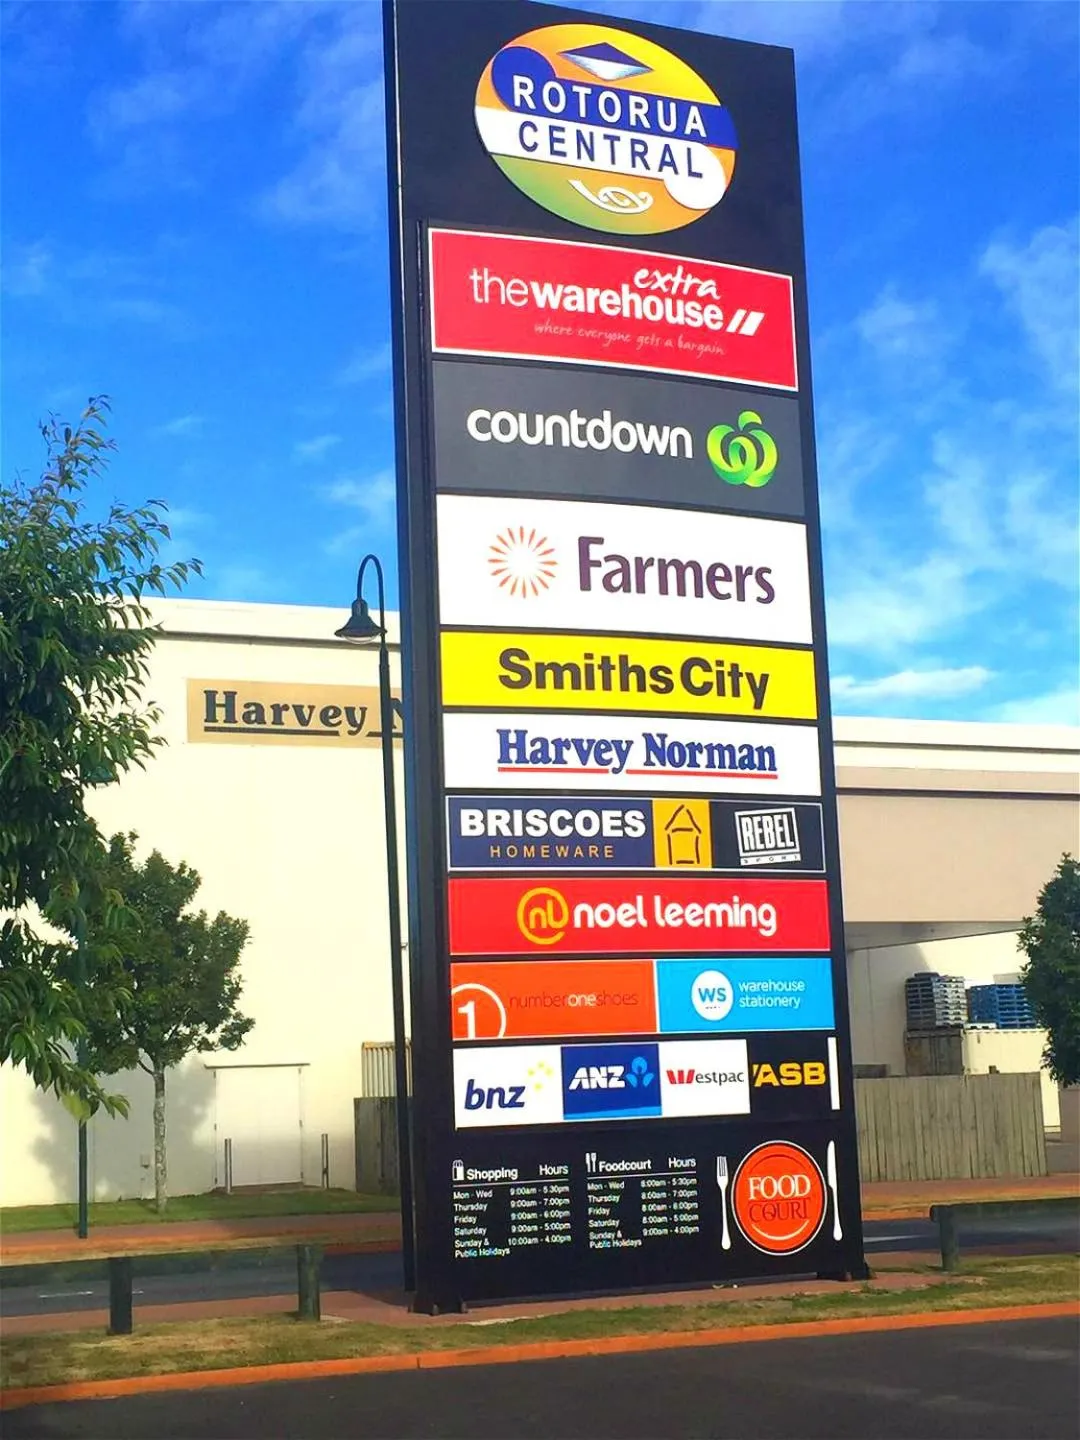 ROTORUA
CENTRAL
extra
thewarehouse
where everyone gets a bargain
countdown
Farmers
SmithsCity
Harvey N
Harvey Norman
BRISCOES
HOMEWARE
REBEL
SPORT
nl noel leeming
1 numberoneshoes
WS warehouse
stationery
bnz
ANZ
Westpac
ASB
Shopping Hours
Mon - Wed 9:00am - 5:30pm
Thursday 9:00am - 7:00pm
Friday 9:00am - 6:00pm
Saturday 9:00am - 5:00pm
Sunday & 10:00am - 4:00pm
Public Holidays
Foodcourt Hours
Mon - Wed 8:00am - 5:30pm
Thursday 8:00am - 7:00pm
Friday 8:00am - 6:00pm
Saturday 8:00am - 5:00pm
Sunday & 9:00am - 4:00pm
Public Holidays
FOOD
COURT